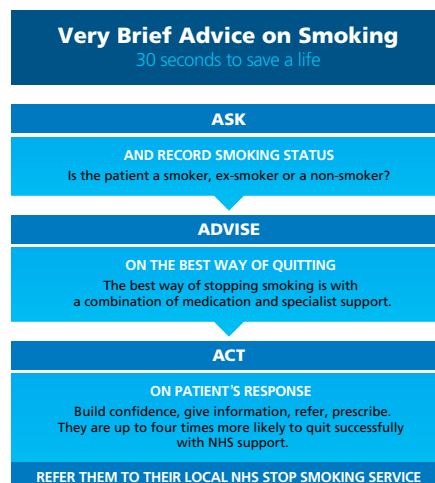 Very Brief Advice on Smoking
30 seconds to save a life
ASK
AND RECORD SMOKING STATUS
Is the patient a smoker, ex-smoker or a non-smoker?
ADVISE
ON THE BEST WAY OF QUITTING
The best way of stopping smoking is with
a combination of medication and specialist support.
ACT
ON PATIENT'S RESPONSE
Build confidence, give information, refer, prescribe.
They are up to four times more likely to quit successfully
with NHS support.
REFER THEM TO THEIR LOCAL NHS STOP SMOKING SERVICE